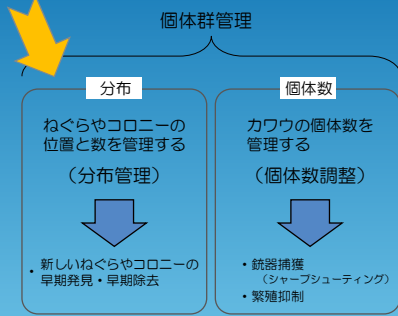 個体群管理
分布
ねぐらやコロニーの
位置と数を管理する
(分布管理)
・新しいねぐらやコロニーの
早期発見・早期除去
個体数
カワウの個体数を
管理する
(個体数調整)
・銃器捕獲
(シャープシューティング)
・繁殖抑制